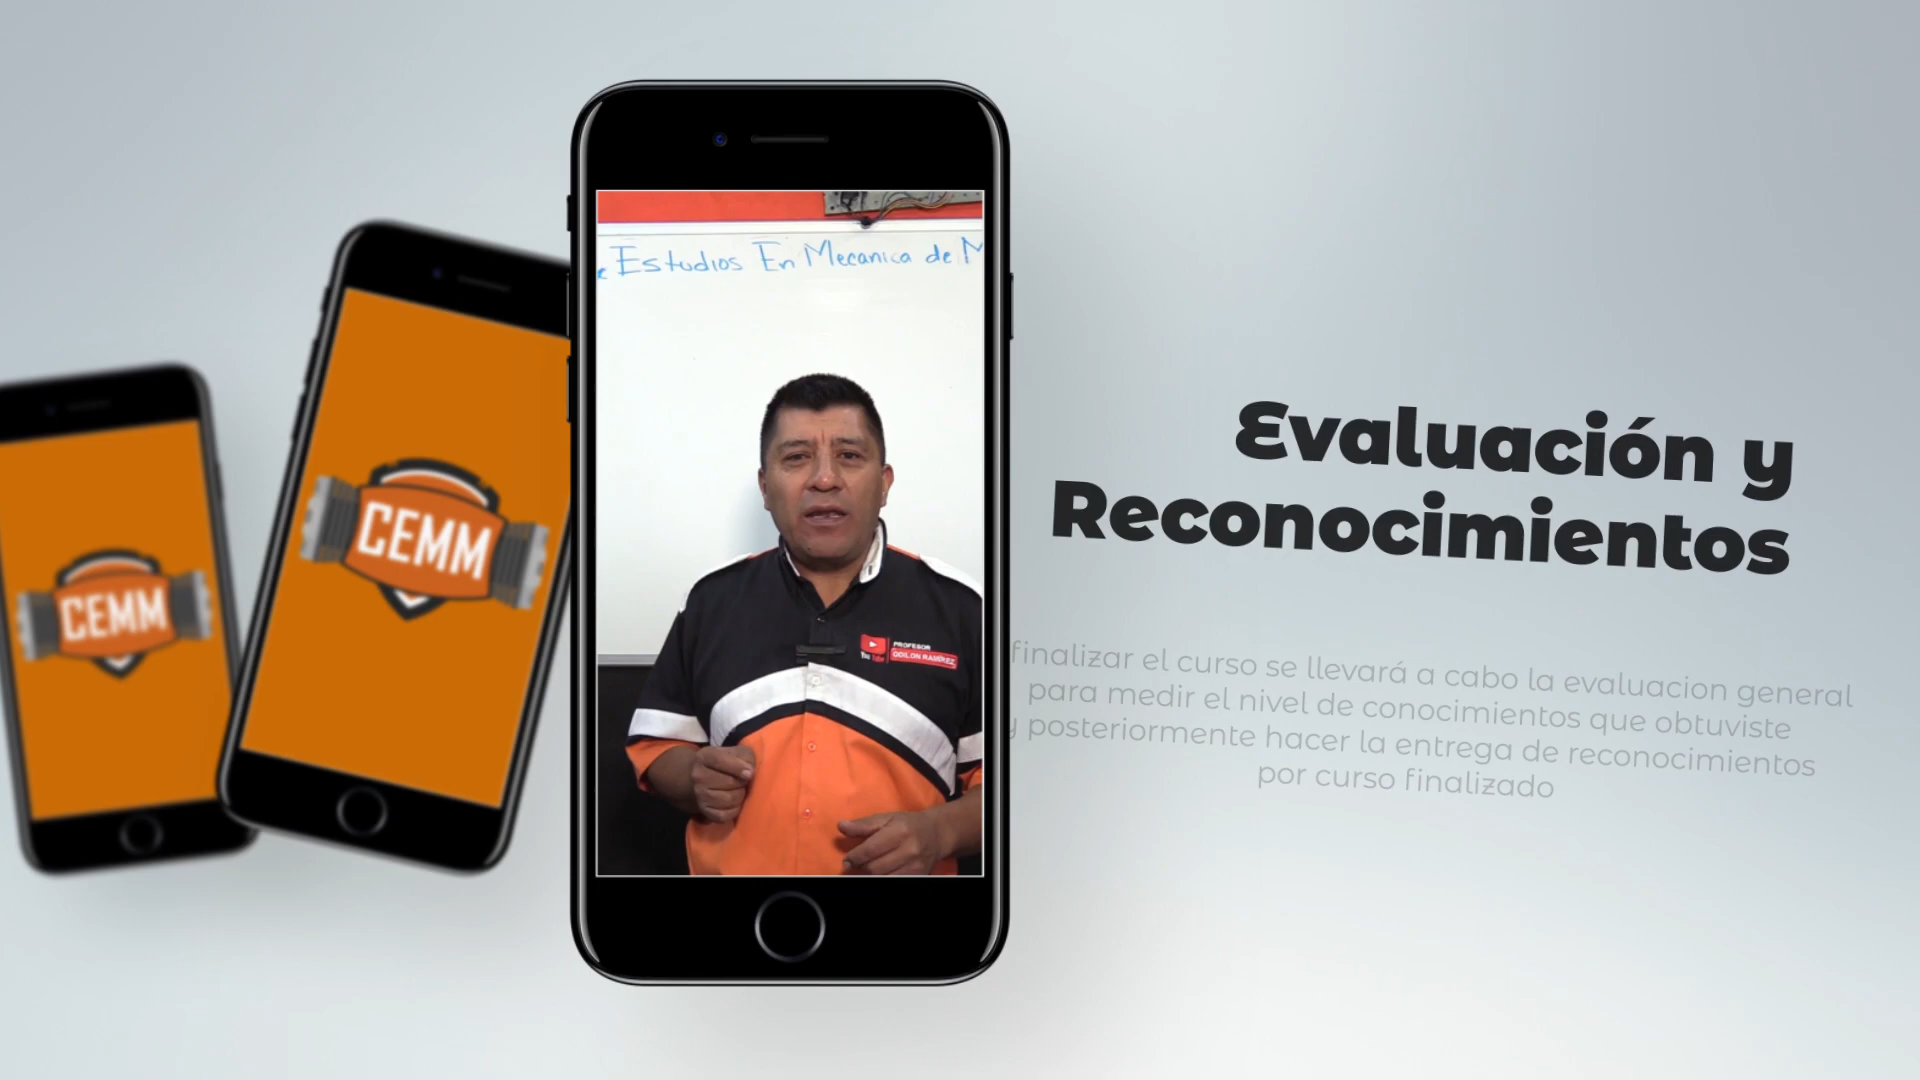 Estudios En Mecanica de M
CEMM
CEMM
PROFESOR
ODILON RAMÍREZ
Evaluación y
Reconocimientos
finalizar el curso se llevará a cabo la evaluacion general
para medir el nivel de conocimientos que obtuviste
y posteriormente hacer la entrega de reconocimientos
por curso finalizado